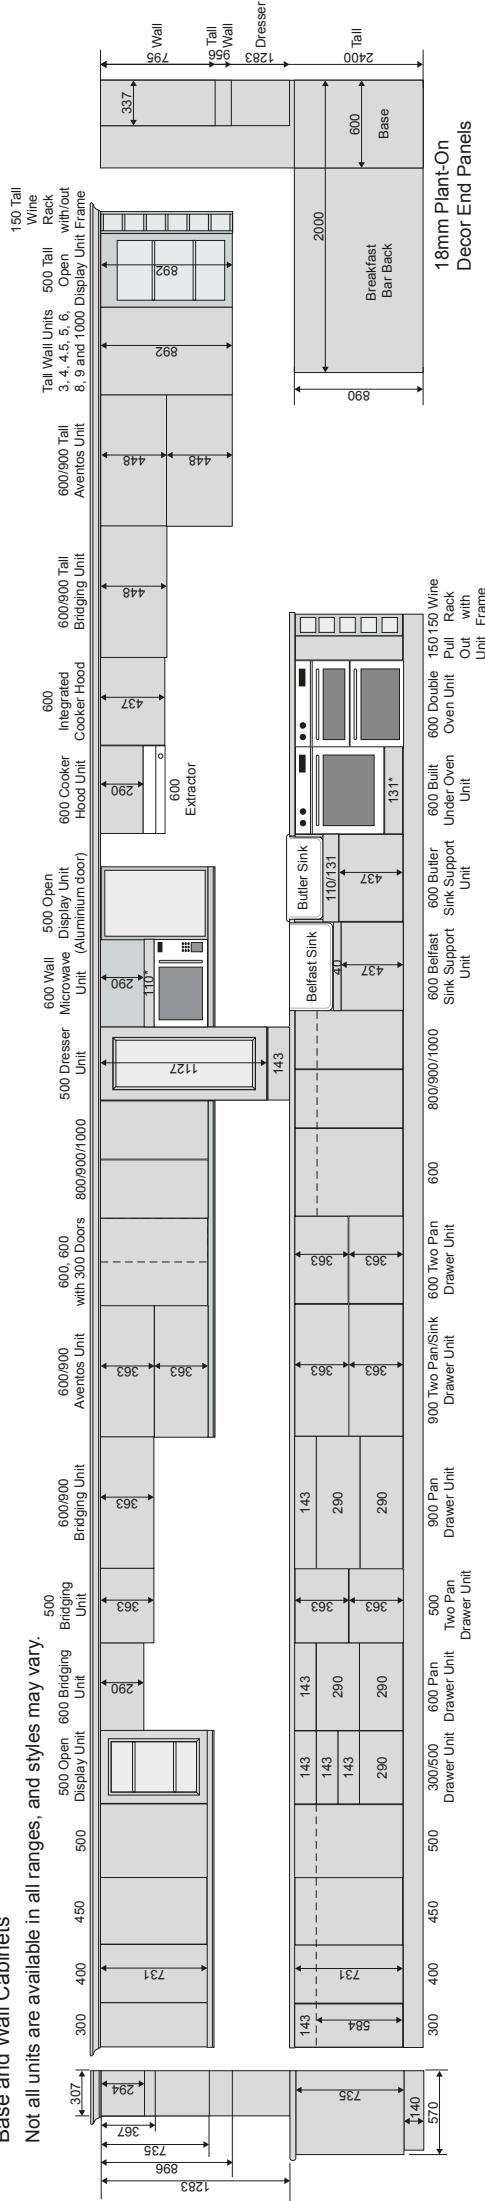 Base and Wall Cabinets
Not all units are available in all ranges, and styles may vary.
300
400
450
500
500 Open
Display Unit
600 Bridging
Unit
500
Bridging
Unit
600/900
Bridging Unit
600/900
Aventos Unit
600, 600
with 300 Doors
800/900/1000
500 Dresser
Unit
600 Wall
Microwave
Unit
500 Open
Display Unit
(Aluminium door)
600 Cooker
Hood Unit
600
Integrated
Cooker Hood
600/900 Tall
Bridging Unit
600/900 Tall
Aventos Unit
Tall Wall Units
3, 4, 4.5, 5, 6,
8, 9 and 1000
500 Tall
Open
Display Unit
150 Tall
Wine
Rack
with/out
Frame
307
294
367
735
896
1283
731
290
363
363
363
363
1127
143
290
110*
290
600
Extractor
437
448
448
448
892
892
337
795
Wall
956
Tall
Wall
1283
Dresser
2400
Tall
600
Base
2000
Breakfast
Bar Back
890
18mm Plant-On
Decor End Panels
735
140
570
143
584
731
143
143
143
290
143
290
290
363
363
143
290
290
363
363
363
363
Belfast Sink
40
437
Butler Sink
110/131
437
131*
300
400
450
500
300/500
Drawer Unit
600 Pan
Drawer Unit
500
Two Pan
Drawer Unit
900 Pan
Drawer Unit
900 Two Pan/Sink
Drawer Unit
600 Two Pan
Drawer Unit
600
800/900/1000
600 Belfast
Sink Support
Unit
600 Butler
Sink Support
Unit
600 Built
Under Oven
Unit
600 Double
Oven Unit
150
Pull
Out
Unit
150 Wine
Rack
with
Frame